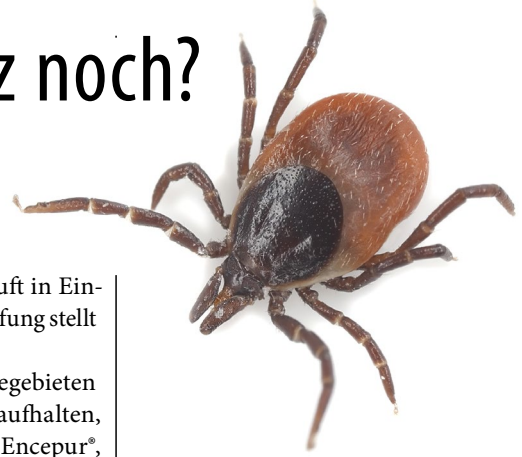 z noch?
uft in Ein-
fung stellt
egebieten
aufhalten,
Encepur®,